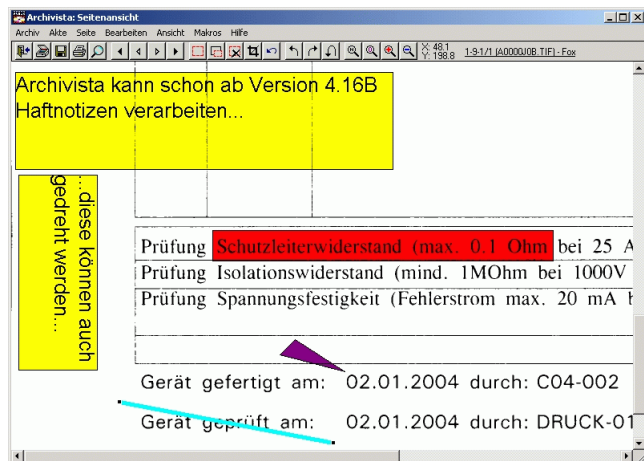 Archivista: Seitenansicht
Archiv Akte Seite Bearbeiten Ansicht Makros Hilfe
X: 48.1
Y: 198.8
1-9-1/1 (A0000J0B.TIF) - Fox
Archivista kann schon ab Version 4.16B
Haftnotizen verarbeiten...
...diese können auch
gedreht werden...
Prüfung Schutzleiterwiderstand (max. 0.1 Ohm bei 25 A
Prüfung Isolationswiderstand (mind. 1MOhm bei 1000V
Prüfung Spannungsfestigkeit (Fehlerstrom max. 20 mA
Gerät gefertigt am: 02.01.2004 durch: C04-002
Gerät geprüft am: 02.01.2004 durch: DRUCK-01